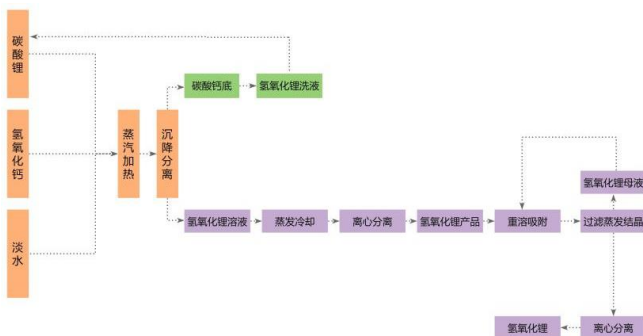 碳酸锂
氢氧化钙
淡水
蒸汽加热
沉降分离
碳酸钙底
氢氧化锂洗液
氢氧化锂溶液
蒸发冷却
离心分离
氢氧化锂产品
重溶吸附
过滤蒸发结晶
氢氧化锂母液
氢氧化锂
离心分离